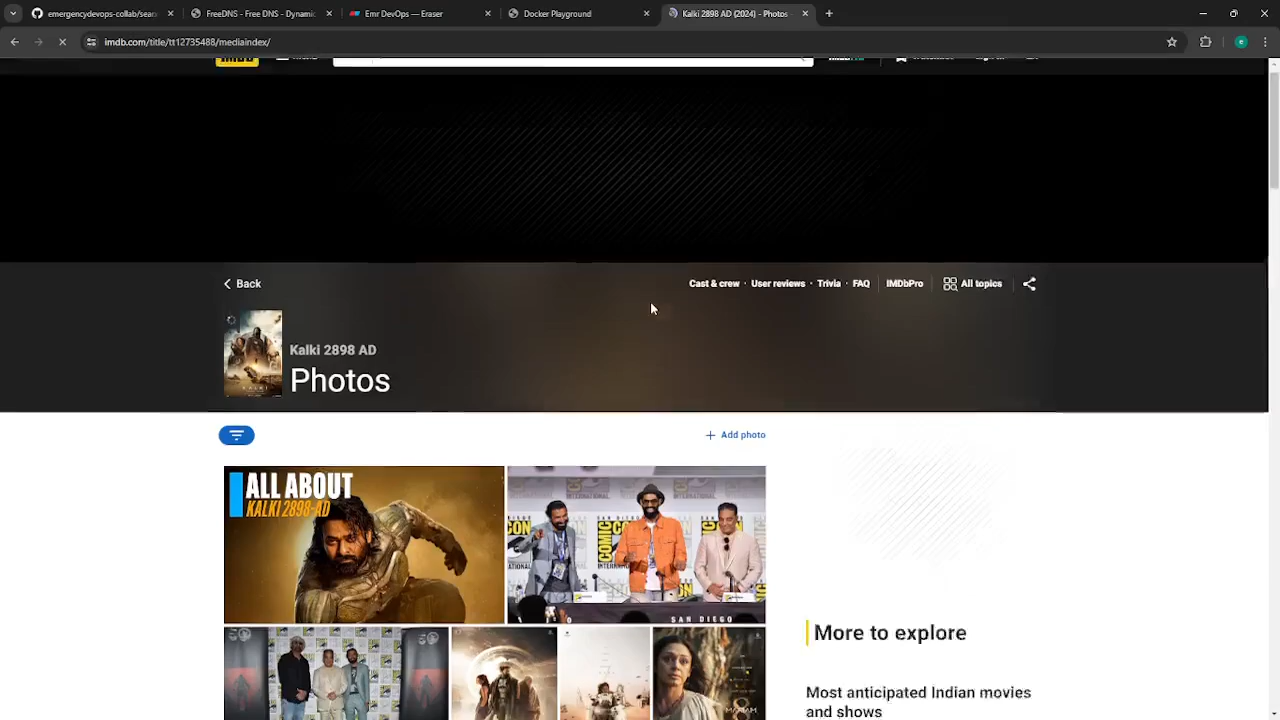 emergencydevops-collab/searc
FreeDNS - Free DNS - Dynamic
Emr DevOps — Eraser
Docker Playground
Kalki 2898 AD (2024) - Photos
imdb.com/title/tt12735488/mediaindex/
e
Back
Cast & crew · User reviews · Trivia · FAQ
IMDbPro
All topics
Kalki 2898 AD
Photos
Add photo
ALL ABOUT
KALKI 2898-AD
COMIC CON
INTERNATIONAL
SAN DIEGO
More to explore
Most anticipated Indian movies
and shows